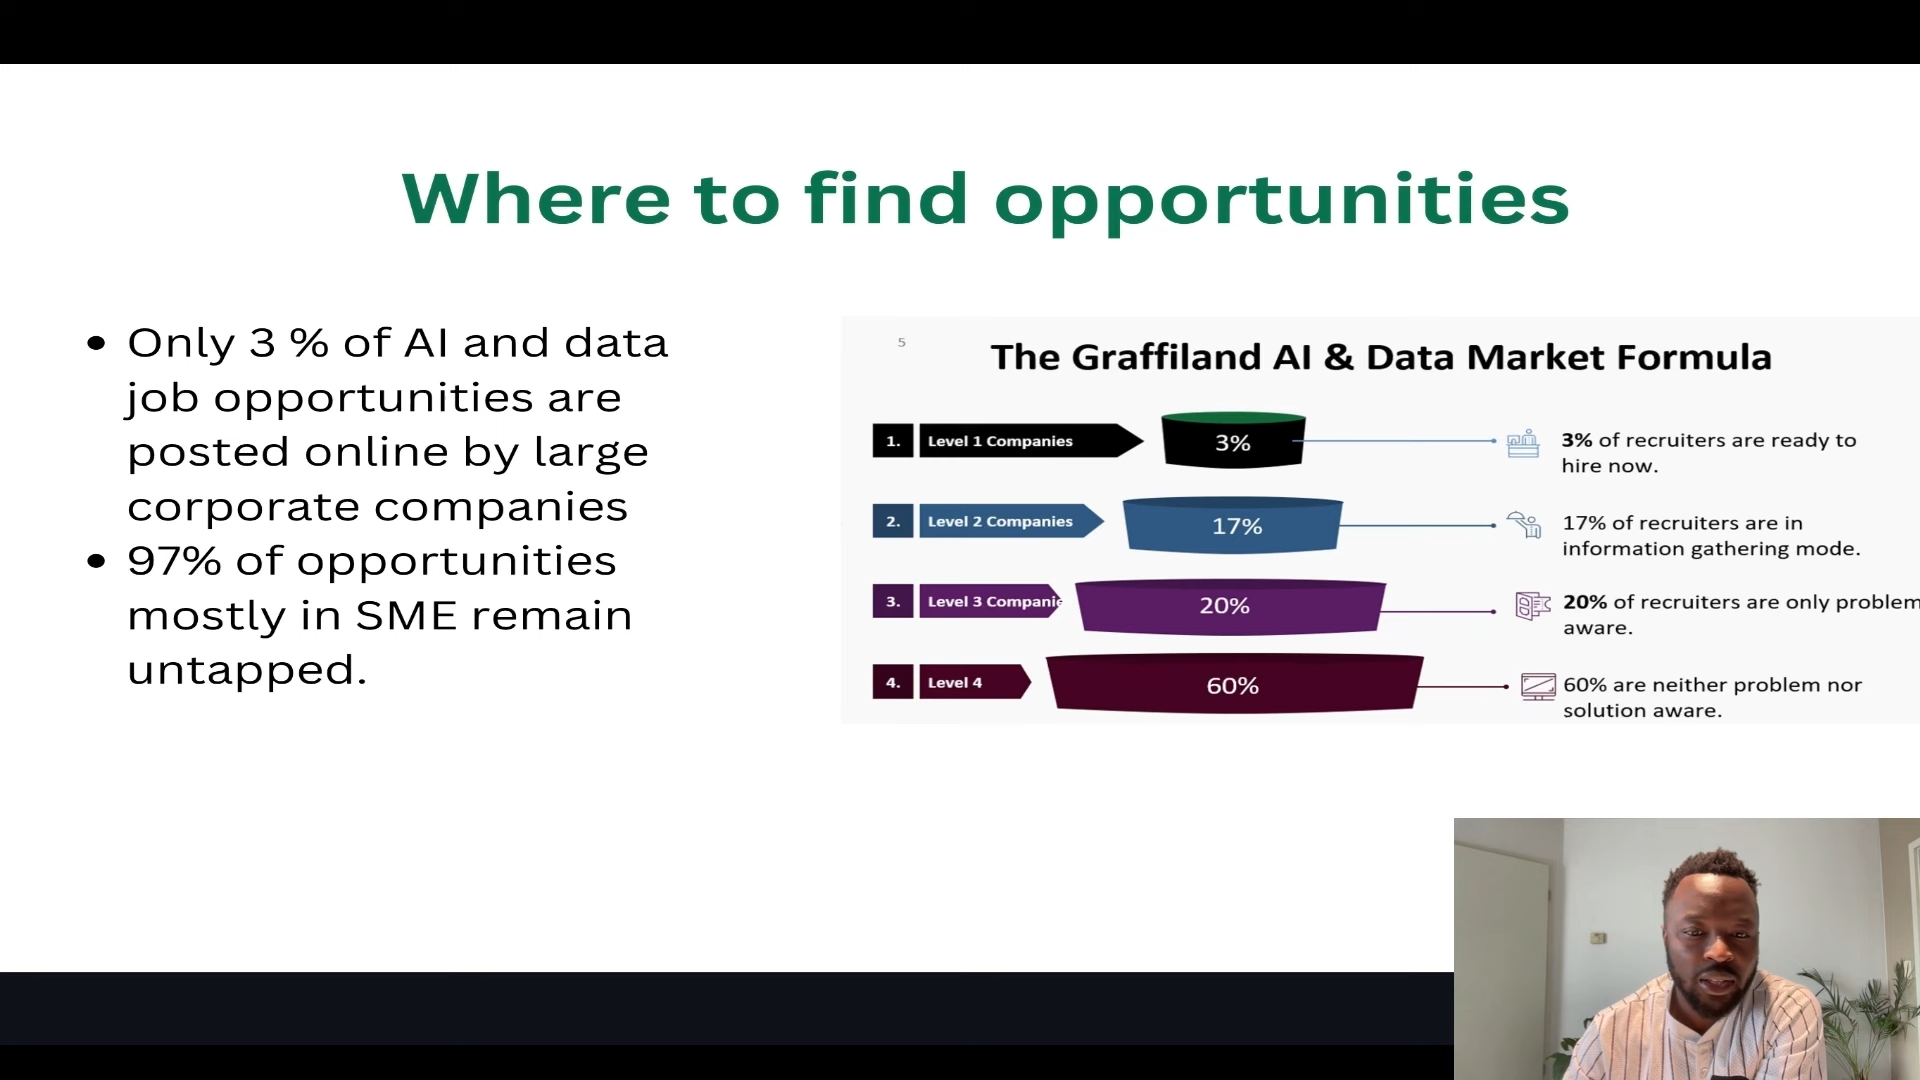 Where to find opportunities
• Only 3 % of AI and data
job opportunities are
posted online by large
corporate companies
• 97% of opportunities
mostly in SME remain
untapped.
5
The Graffiland AI & Data Market Formula
1. Level 1 Companies 3% 3% of recruiters are ready to
hire now.
2. Level 2 Companies 17% 17% of recruiters are in
information gathering mode.
3. Level 3 Companie 20% 20% of recruiters are only problem
aware.
4. Level 4 60% 60% are neither problem nor
solution aware.